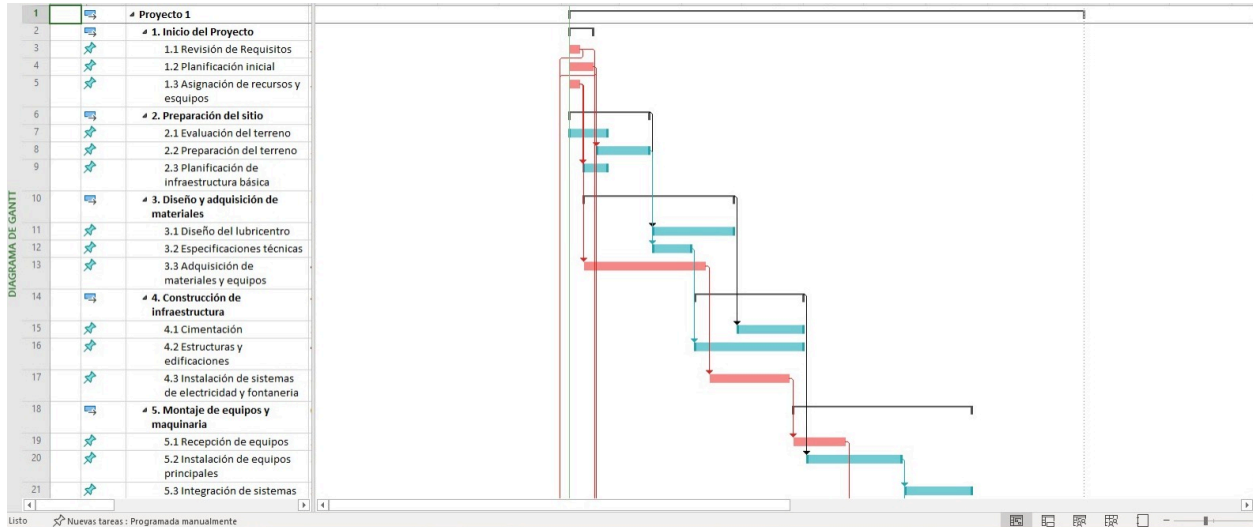 1
Proyecto 1
2
1. Inicio del Proyecto
3
1.1 Revisión de Requisitos
4
1.2 Planificación inicial
5
1.3 Asignación de recursos y
esquipos
6
2. Preparación del sitio
7
2.1 Evaluación del terreno
8
2.2 Preparación del terreno
9
2.3 Planificación de
infraestructura básica
10
3. Diseño y adquisición de
materiales
11
3.1 Diseño del lubricentro
12
3.2 Especificaciones técnicas
13
3.3 Adquisición de
materiales y equipos
14
4. Construcción de
infraestructura
15
4.1 Cimentación
16
4.2 Estructuras y
edificaciones
17
4.3 Instalación de sistemas
de electricidad y fontaneria
18
5. Montaje de equipos y
maquinaria
19
5.1 Recepción de equipos
20
5.2 Instalación de equipos
principales
21
5.3 Integración de sistemas
DIAGRAMA DE GANTT
Listo
Nuevas tareas : Programada manualmente